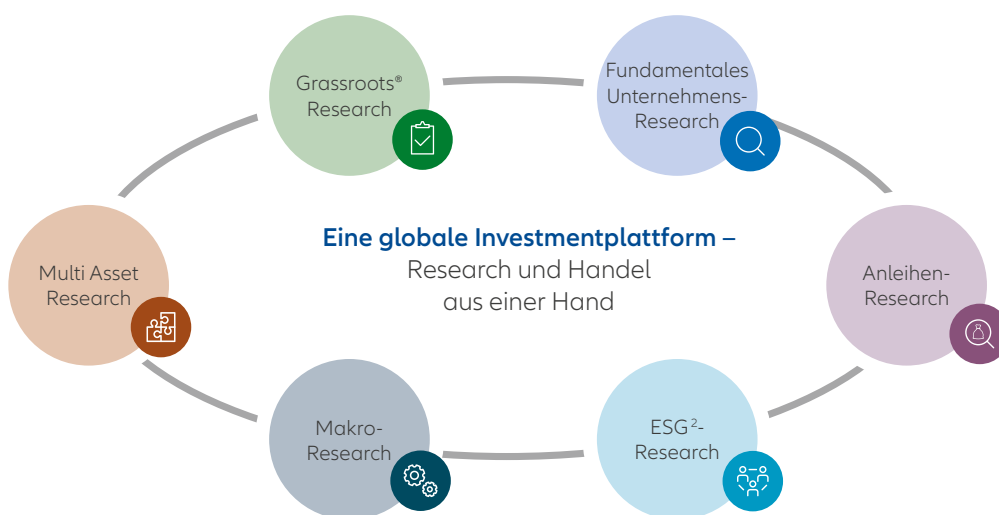 Grassroots®
Research
Fundamentales
Unternehmens-
Research
Eine globale Investmentplattform –
Research und Handel
aus einer Hand
Multi Asset
Research
Anleihen-
Research
Makro-
Research
ESG²-
Research